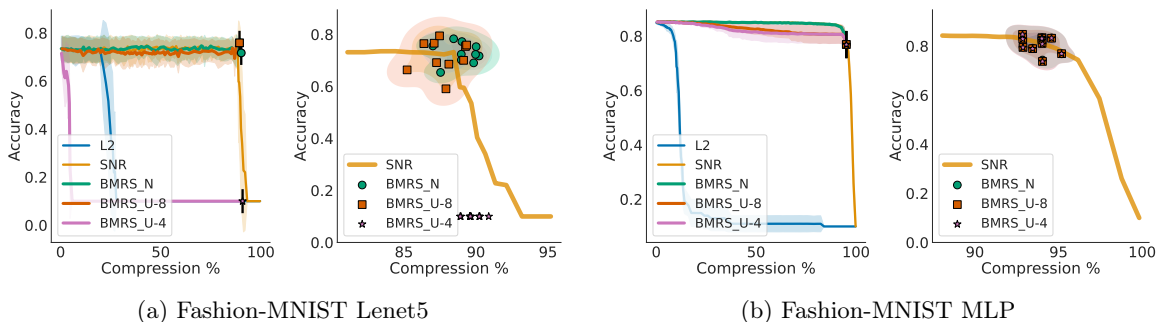 Accuracy
0.8
0.6
0.4
0.2
0.0
L2
SNR
BMRS_N
BMRS_U-8
BMRS_U-4
0
50
100
Compression %
Accuracy
0.8
0.6
0.4
0.2
0.0
SNR
BMRS_N
BMRS_U-8
BMRS_U-4
85
90
95
Compression %
(a) Fashion-MNIST Lenet5
Accuracy
0.8
0.6
0.4
0.2
L2
SNR
BMRS_N
BMRS_U-8
BMRS_U-4
0
50
100
Compression %
Accuracy
0.8
0.6
0.4
0.2
0.0
SNR
BMRS_N
BMRS_U-8
BMRS_U-4
90
95
100
Compression %
(b) Fashion-MNIST MLP